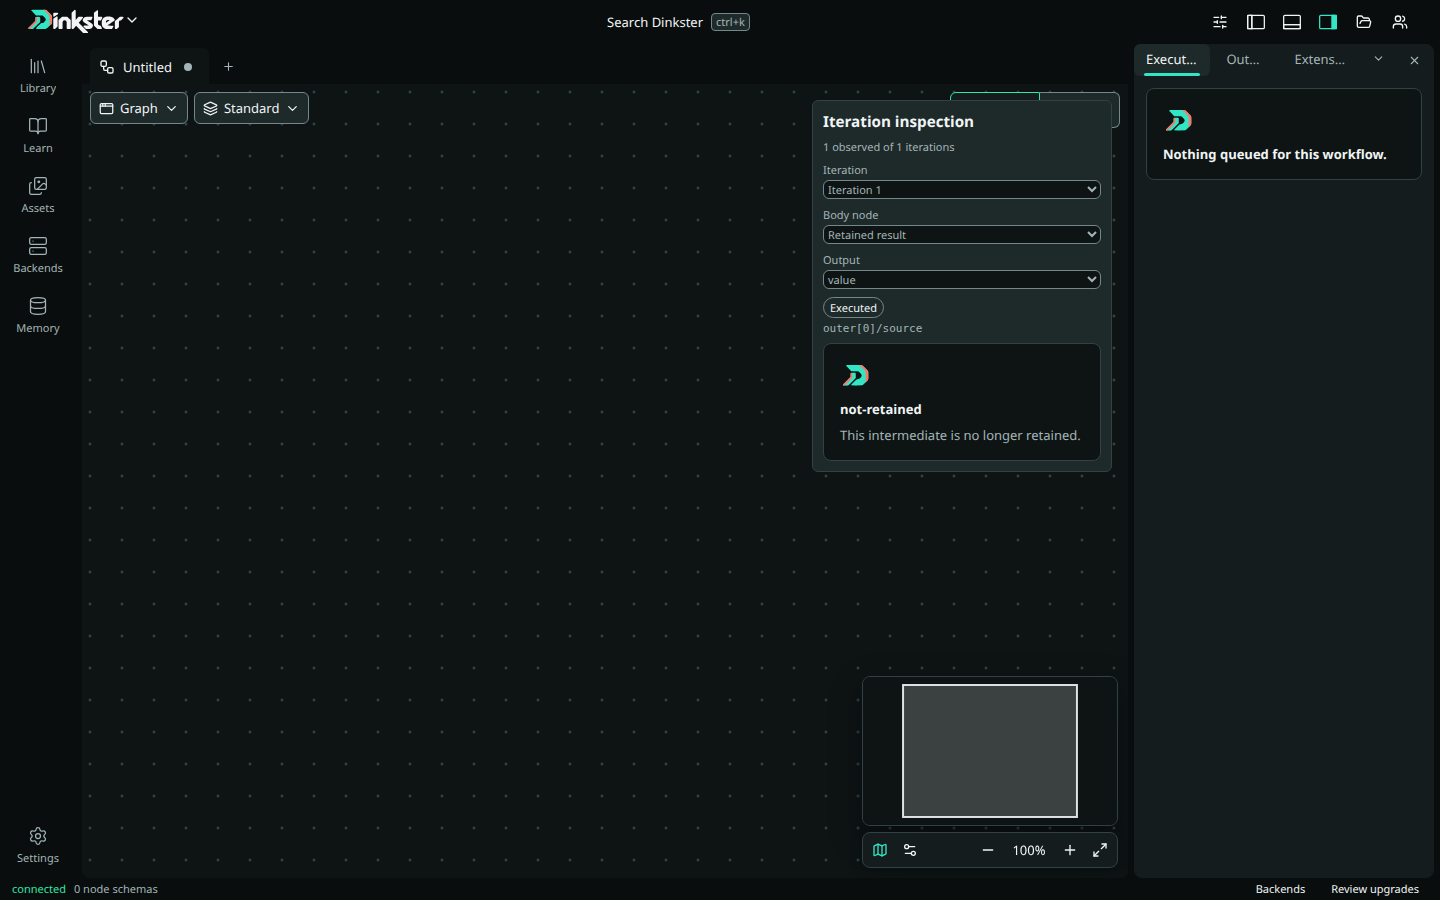 Dinkster
Search Dinkster ctrl+k
Library
Learn
Assets
Backends
Memory
Settings
Untitled
Graph
Standard
Iteration inspection
1 observed of 1 iterations
Iteration
Iteration 1
Body node
Retained result
Output
value
Executed
outer[0]/source
not-retained
This intermediate is no longer retained.
100%
Execut...
Out...
Extens...
Nothing queued for this workflow.
connected
0 node schemas
Backends
Review upgrades